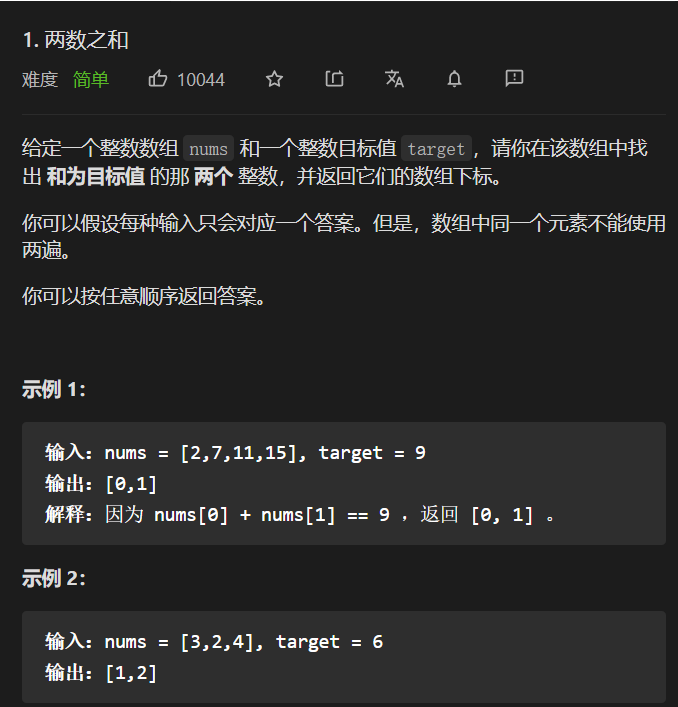 1. 两数之和
难度 简单 10044
给定一个整数数组 nums 和一个整数目标值 target，请你在该数组中找
出 和为目标值 的那 两个 整数，并返回它们的数组下标。
你可以假设每种输入只会对应一个答案。但是，数组中同一个元素不能使用
两遍。
你可以按任意顺序返回答案。
示例 1：
输入：nums = [2,7,11,15], target = 9
输出：[0,1]
解释：因为 nums[0] + nums[1] == 9 ，返回 [0, 1] 。
示例 2：
输入：nums = [3,2,4], target = 6
输出：[1,2]